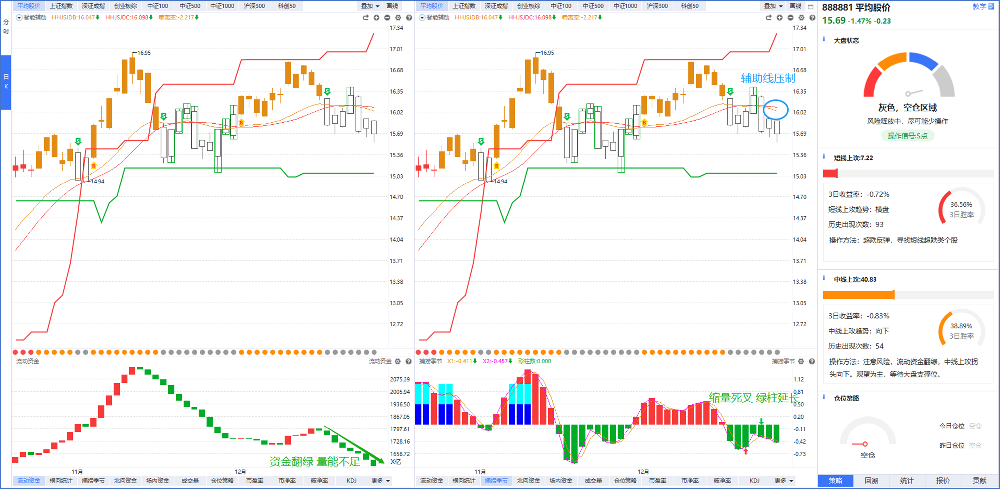 平均股价 上证指数 深证成指 创业板综 中证100 中证500 中证1000 沪深300 科创50 叠加 画线
智能辅助 HHJSJDB:16.047 HHJSJDC:16.098 乖离率:-2.217
分时
日K
17.34
17.01
16.68
16.35
16.02
15.69
15.36
15.03
14.70
14.37
14.04
13.71
13.38
13.05
12.72
←16.95
←14.94
S
B
S
B
S
流动资金 流动资金
2075.39
2005.94
1936.50
1867.05
1797.61
1728.16
1658.72
X亿
资金翻绿 量能不足
11月 12月
流动资金 横向统计 捕捞季节 北向资金 场内资金 成交量 仓位策略 市盈率 市净率 破净率 KDJ 更多
平均股价 上证指数 深证成指 创业板综 中证100 中证500 中证1000 沪深300 科创50 叠加 画线
智能辅助 HHJSJDB:16.047 HHJSJDC:16.098 乖离率:-2.217
17.34
17.01
16.68
16.35
16.02
15.69
15.36
15.03
14.70
14.37
14.04
13.71
13.38
13.05
12.72
←16.95
辅助线压制
←14.94
S
B
S
B
S
捕捞季节 X1:-0.411 X2:-0.457 彩柱数:0.000 捕捞季节
1.12
0.81
0.50
0.20
-0.11
-0.42
-0.73
缩量死叉 绿柱延长
11月 12月
流动资金 横向统计 捕捞季节 北向资金 场内资金 成交量 仓位策略 市盈率 市净率 破净率 KDJ 更多
888881 平均股价 教学
15.69 -1.47% -0.23
大盘状态
灰色，空仓区域
风险释放中，尽可能少操作
操作信号:S点
短线上攻:7.22
3日收益率：-0.72%
短线上攻趋势：横盘
历史出现次数：93
36.56%
3日胜率
操作方法：超跌反弹，寻找短线超跌类个股
中线上攻:40.83
3日收益率：-0.83%
中线上攻趋势：向下
历史出现次数：54
38.89%
3日胜率
操作方法：注意风险，流动资金翻绿，中线上攻拐
头向下。观望为主，等待大盘支撑位。
仓位策略
空仓
今日仓位 空仓
昨日仓位 空仓
策略 回溯 统计 报价 贡献